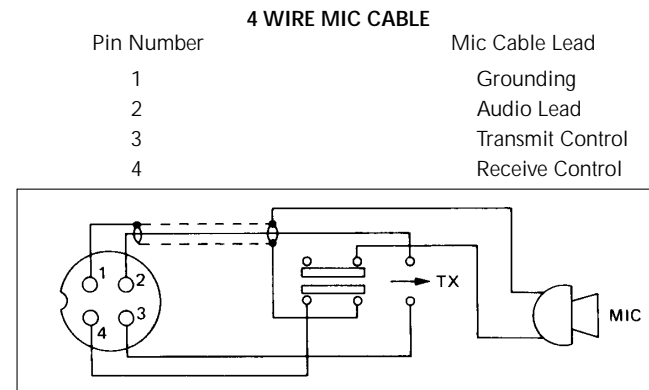 4 WIRE MIC CABLE
Pin Number Mic Cable Lead
1 Grounding
2 Audio Lead
3 Transmit Control
4 Receive Control
1 2
TX
4 3
MIC